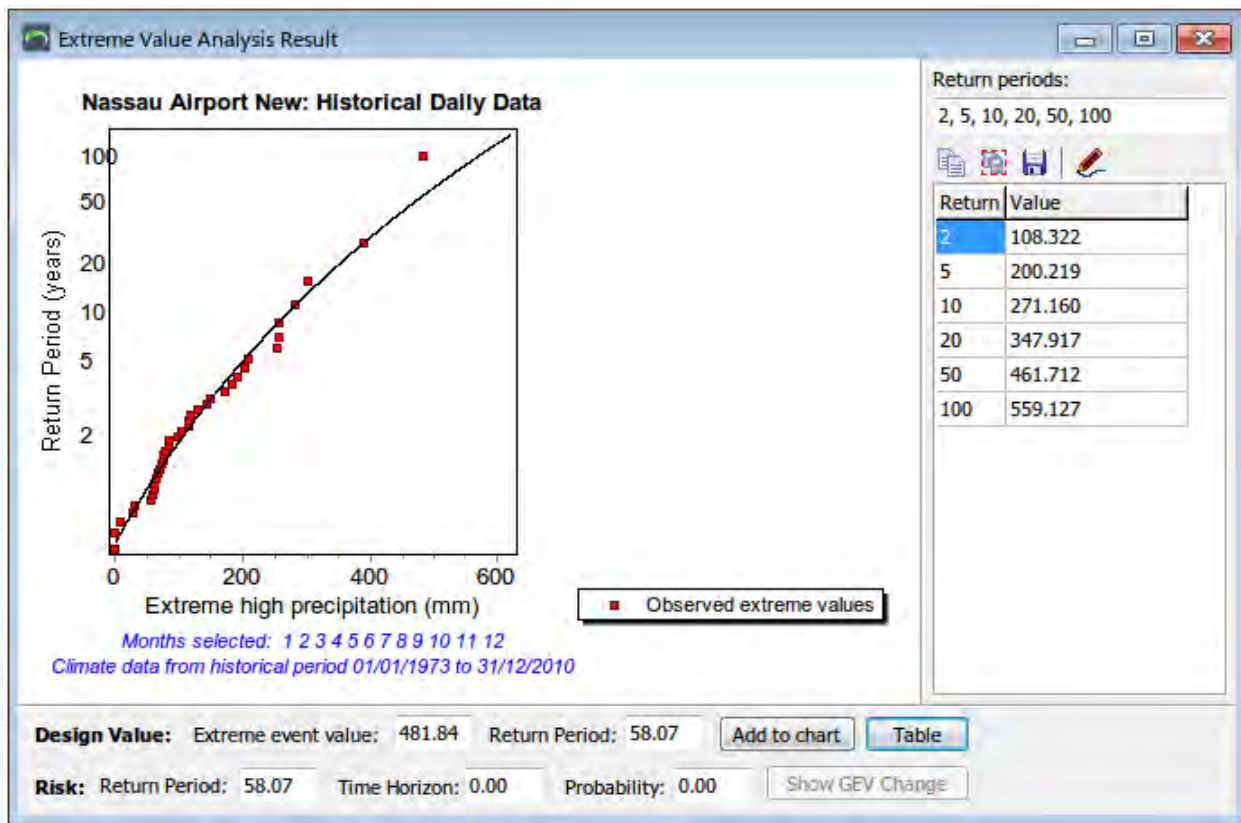 Extreme Value Analysis Result
Nassau Airport New: Historical Daily Data
100
50
20
10
5
2
Return Period (years)
0 200 400 600
Extreme high precipitation (mm)
Months selected: 1 2 3 4 5 6 7 8 9 10 11 12
Climate data from historical period 01/01/1973 to 31/12/2010
Observed extreme values
Return periods:
2, 5, 10, 20, 50, 100
Return Value
2 108.322
5 200.219
10 271.160
20 347.917
50 461.712
100 559.127
Design Value: Extreme event value: 481.84 Return Period: 58.07 Add to chart Table
Risk: Return Period: 58.07 Time Horizon: 0.00 Probability: 0.00 Show GEV Change